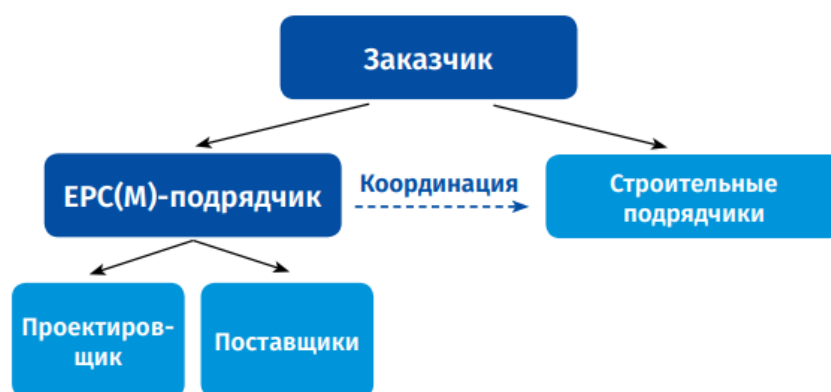 Заказчик
EPC(M)-подрядчик
Координация
Строительные
подрядчики
Проектиров-
щик
Поставщики